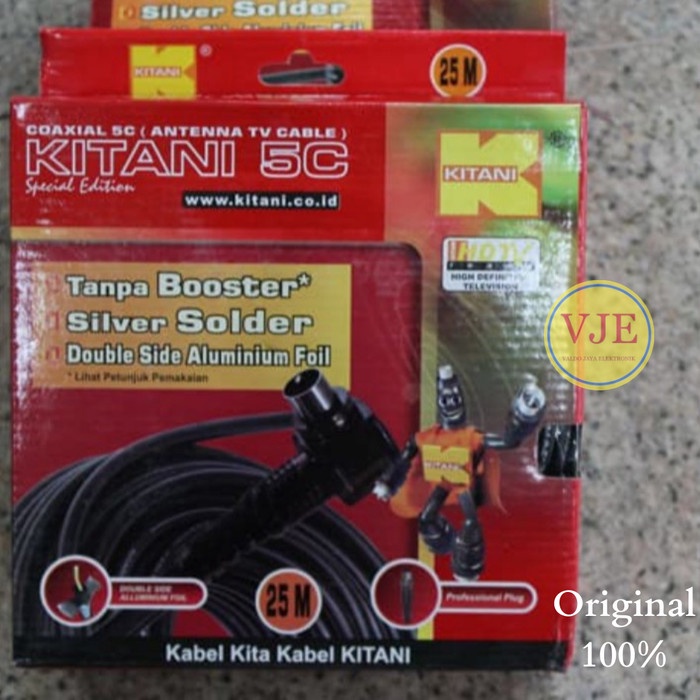 Silver Solder
KITANI
®
25 M
COAXIAL 5C ( ANTENNA TV CABLE )
KITANI 5C
Special Edition
www.kitani.co.id
KITANI
HDTV
HIGH DEFINITION
TELEVISION
Tanpa Booster*
Silver Solder
Double Side Aluminium Foil
* Lihat Petunjuk Pemakaian
VJE
KITANI
DOUBLE SIDE
ALUMINIUM FOIL
25 M
Professional Plug
Kabel Kita Kabel KITANI
Original
100%